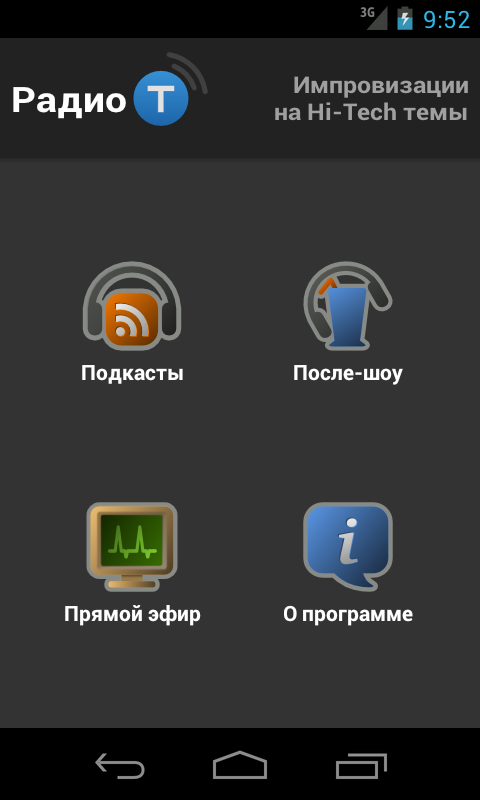 3G
9:52
Радио Т
Импровизации
на Hi-Tech темы
Подкасты
После-шоу
i
Прямой эфир
О программе